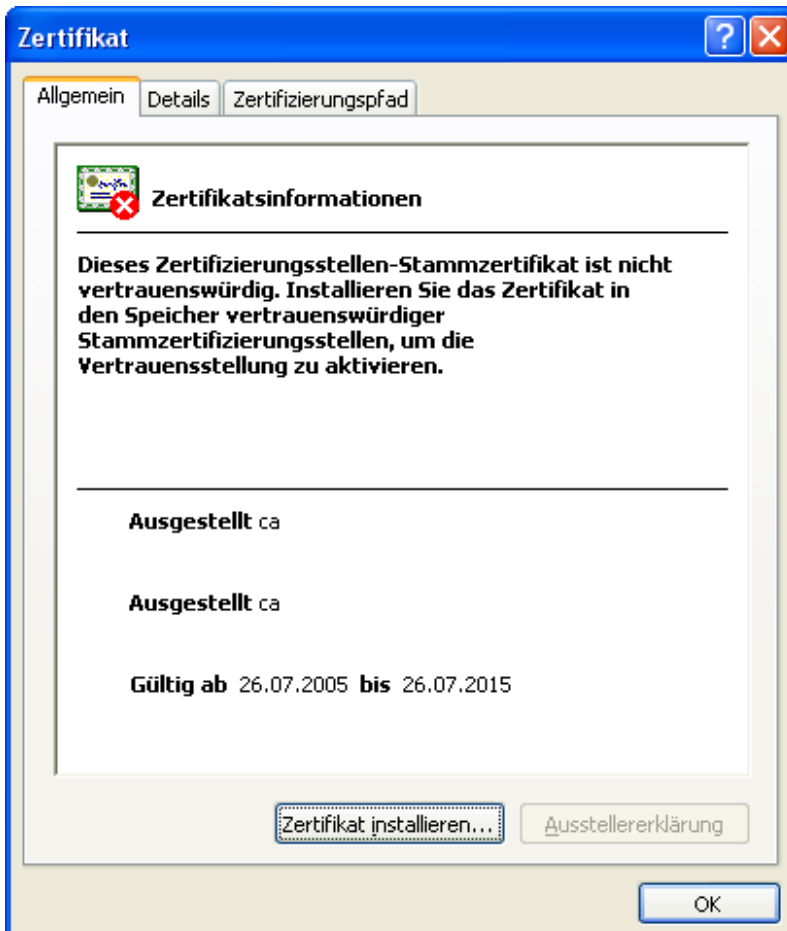 Zertifikat
Allgemein Details Zertifizierungspfad
Zertifikatsinformationen
Dieses Zertifizierungsstellen-Stammzertifikat ist nicht
vertrauenswürdig. Installieren Sie das Zertifikat in
den Speicher vertrauenswürdiger
Stammzertifizierungsstellen, um die
Vertrauensstellung zu aktivieren.
Ausgestellt ca
Ausgestellt ca
Gültig ab 26.07.2005 bis 26.07.2015
Zertifikat installieren... Ausstellererklärung
OK